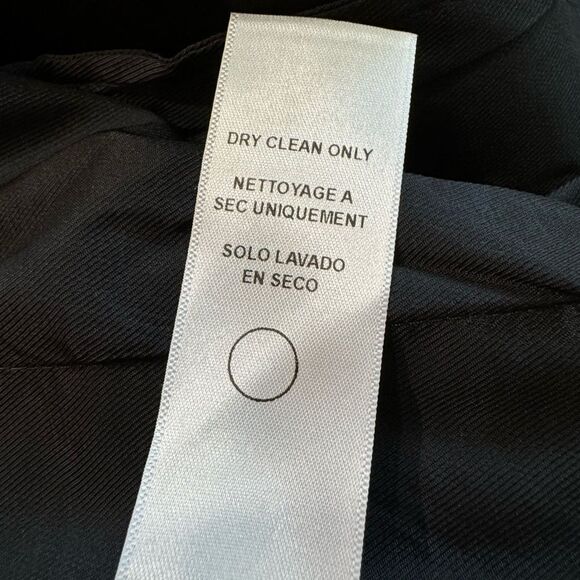 DRY CLEAN ONLY
NETTOYAGE A
SEC UNIQUEMENT
SOLO LAVADO
EN SECO